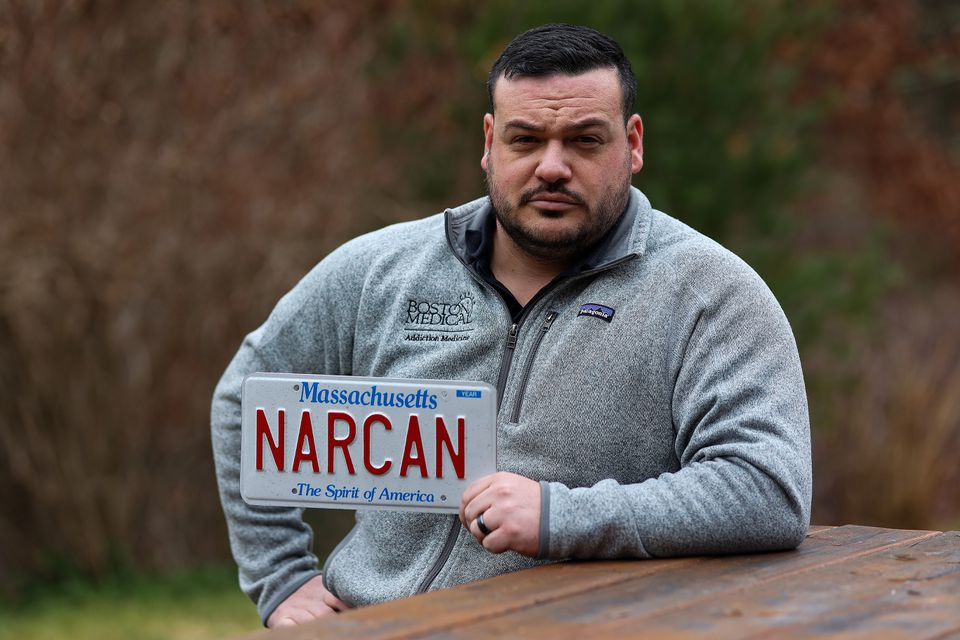 BOSTON
MEDICAL
Addiction Medicine
patagonia
Massachusetts
YEAR
NARCAN
The Spirit of America